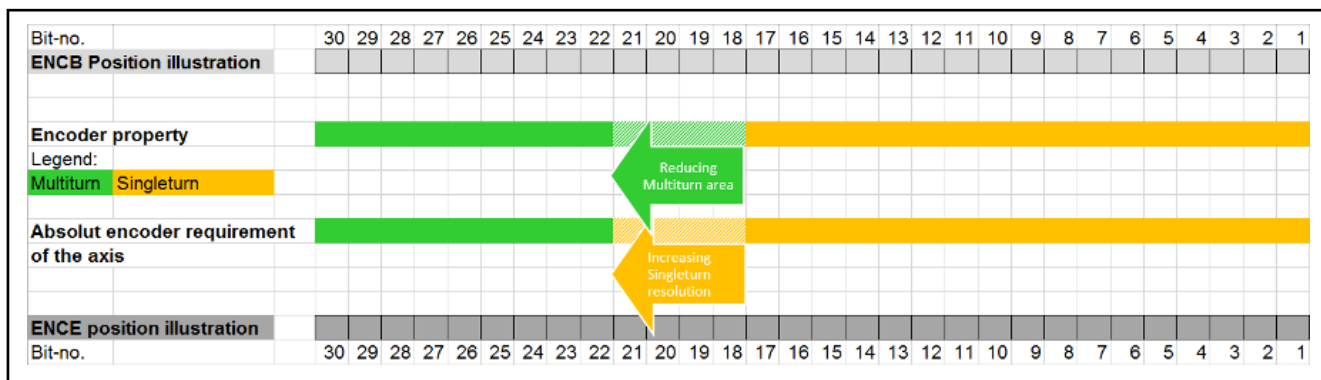 Bit-no. 30 29 28 27 26 25 24 23 22 21 20 19 18 17 16 15 14 13 12 11 10 9 8 7 6 5 4 3 2 1
ENCB Position illustration
Encoder property
Legend:
Multiturn Singleturn
Reducing
Multiturn area
Absolut encoder requirement
of the axis
Increasing
Singleturn
resolution
ENCE position illustration
Bit-no. 30 29 28 27 26 25 24 23 22 21 20 19 18 17 16 15 14 13 12 11 10 9 8 7 6 5 4 3 2 1